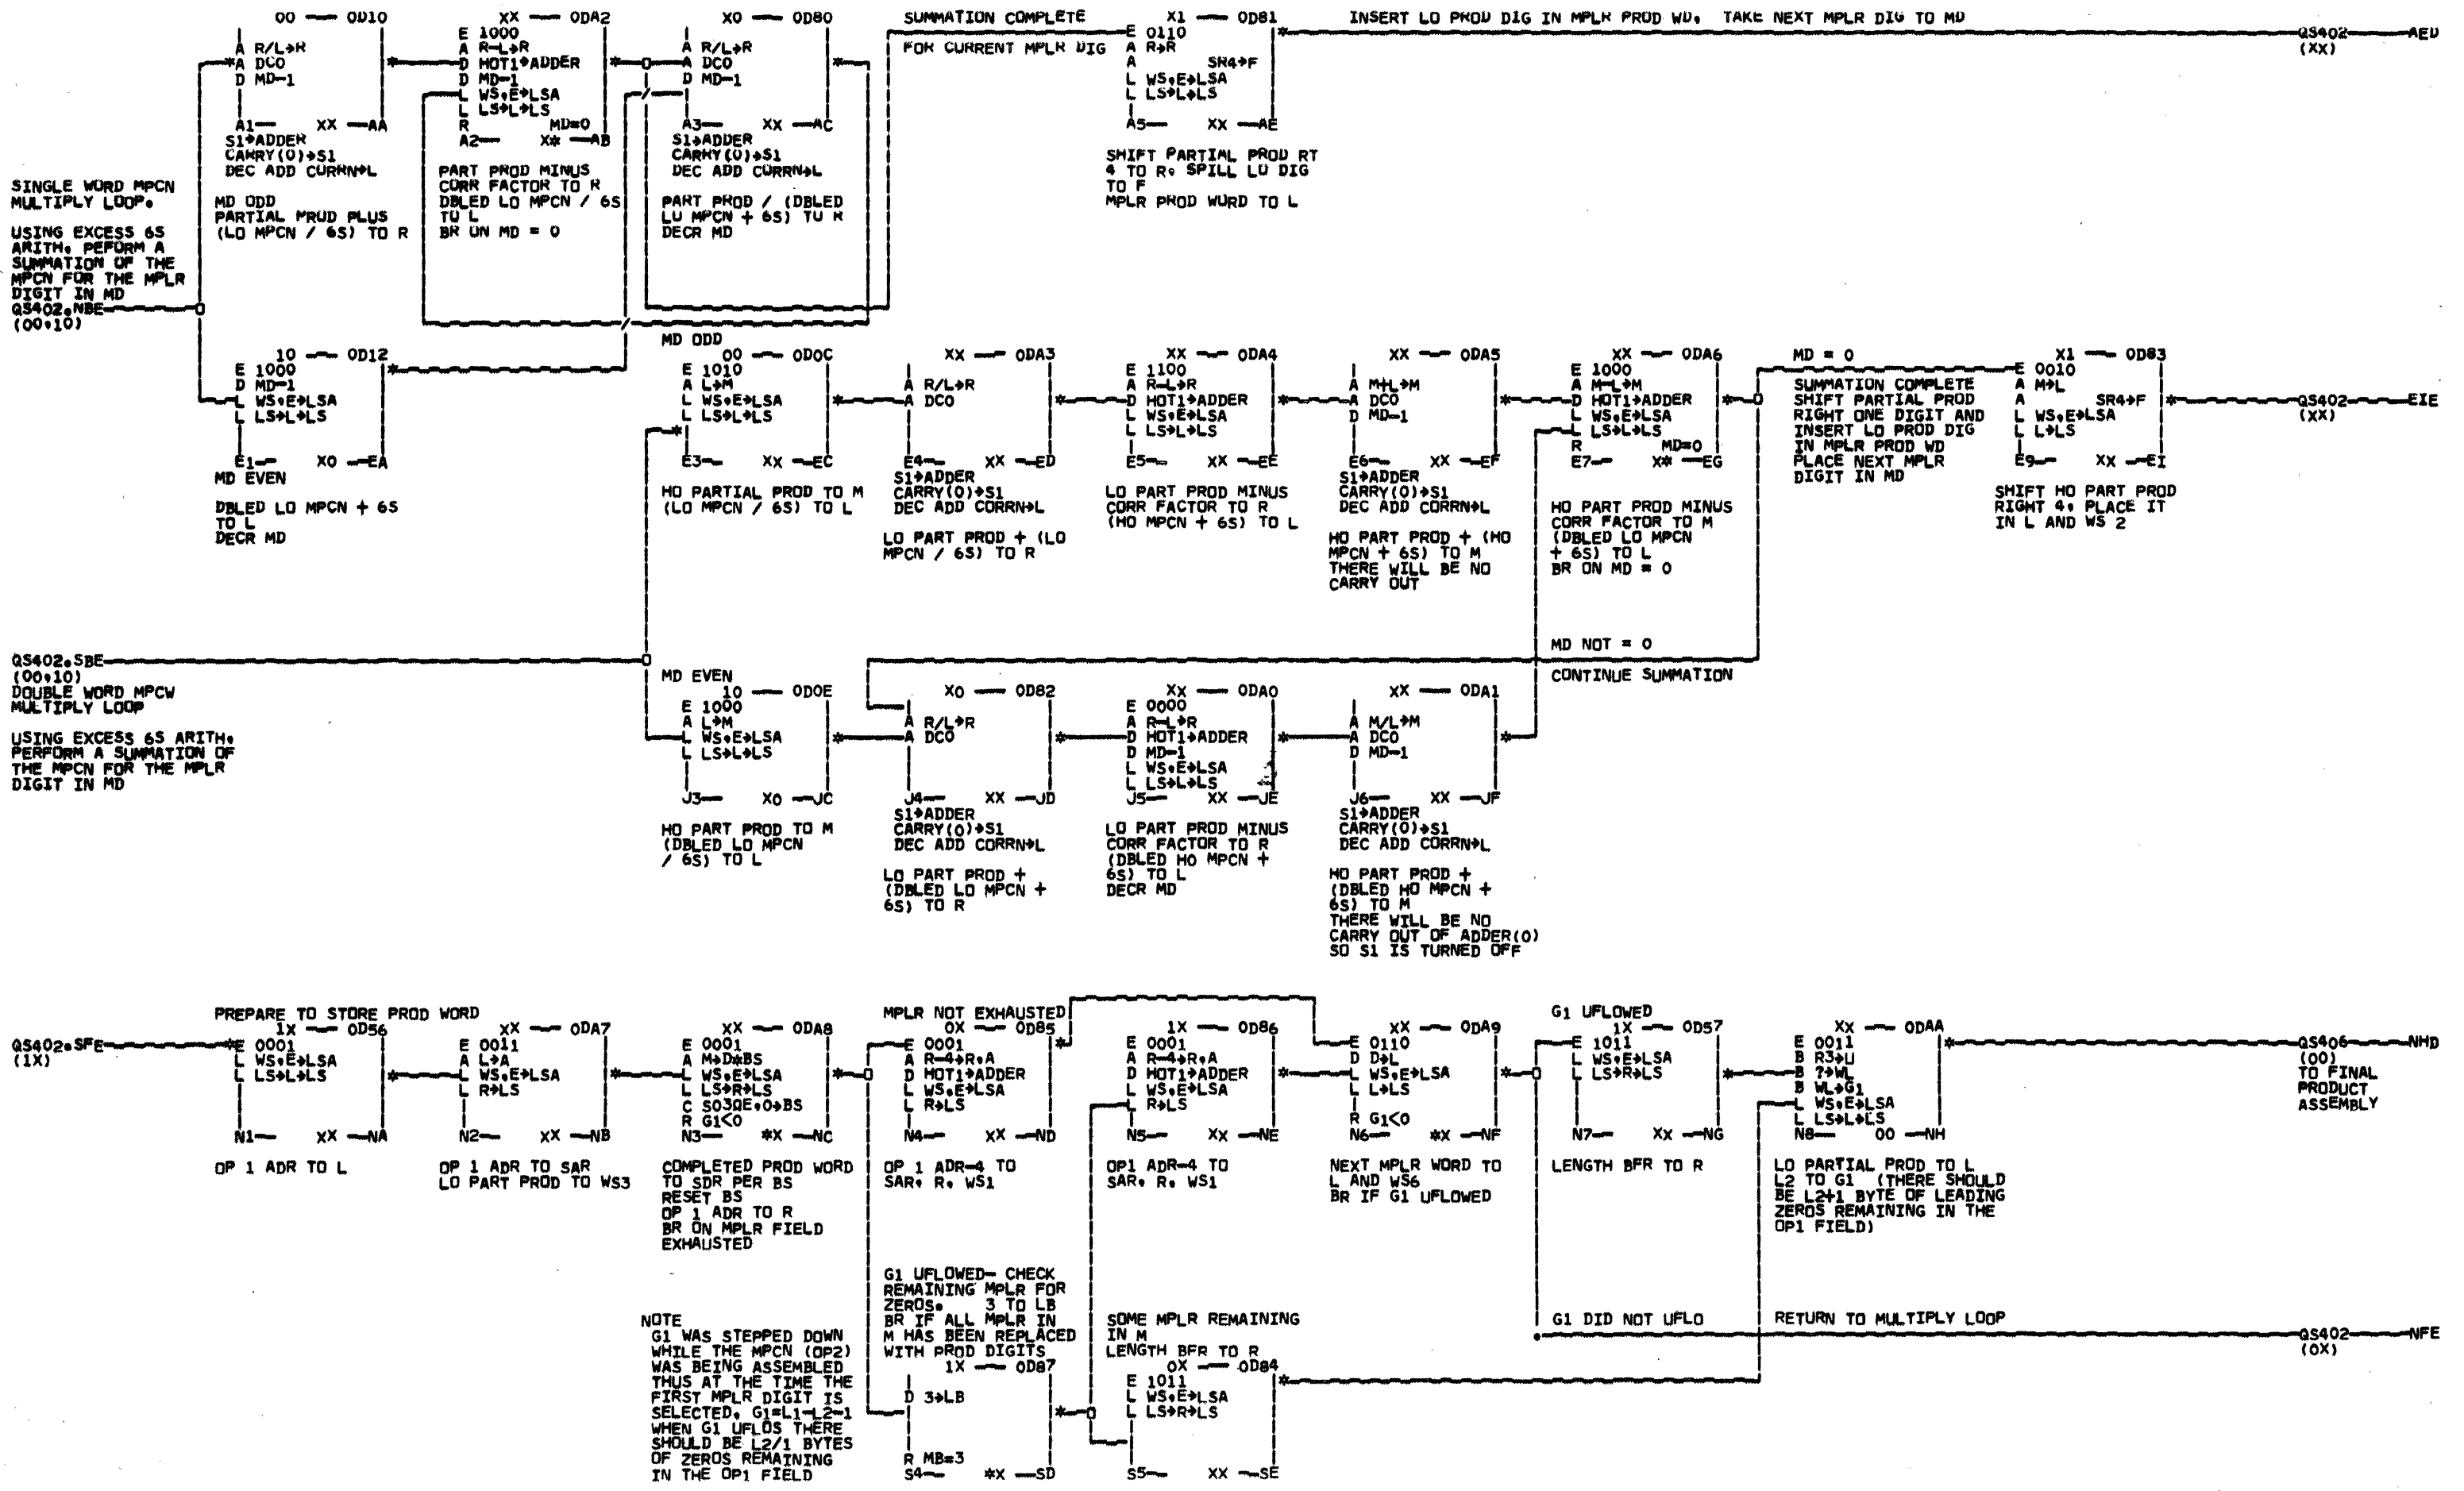 SINGLE WORD MPCN
MULTIPLY LOOP.
USING EXCESS 6S
ARITH. PEFORM A
SUMMATION OF THE
MPCN FOR THE MPLR
DIGIT IN MD
QS402.NBE
(00,10)
00 — OD10
A R/L→R
*A DCO
D MD-1
A1— XX —AA
S1→ADDER
CARRY(0)→S1
DEC ADD CURRN→L
MD ODD
PARTIAL PRUD PLUS
(LO MPCN / 6S) TO R
XX — ODA2
E 1000
A R-L→R
D HOT1→ADDER
D MD-1
L WS,E→LSA
L LS→L→LS
R MD=0
A2— X* —AB
PART PROD MINUS
CORR FACTOR TO R
DBLED LO MPCN / 6S
TU L
BR UN MD = 0
X0 — OD80
A R/L→R
A DCO
D MD-1
A3— XX —AC
S1→ADDER
CARRY(0)→S1
DEC ADD CURRN→L
PART PROD / (DBLED
LU MPCN + 6S) TU R
DECR MD
SUMMATION COMPLETE
FOR CURRENT MPLR DIG
X1 — OD81
E 0110
A R→R
A SR4→F
L WS,E→LSA
L LS→L→LS
A5— XX —AE
SHIFT PARTIAL PROD RT
4 TO R. SPILL LU DIG
TO F
MPLR PROD WURD TO L
INSERT LO PROD DIG IN MPLR PROD WD. TAKE NEXT MPLR DIG TO MD
QS402 — AED
(XX)
10 — OD12
E 1000
D MD-1
L WS,E→LSA
L LS→L→LS
E1— X0 —EA
MD EVEN
DBLED LO MPCN + 6S
TO L
DECR MD
MD ODD
00 — ODOC
E 1010
A L→M
L WS,E→LSA
L LS→L→LS
E3— XX —EC
HO PARTIAL PROD TO M
(LO MPCN / 6S) TO L
XX — ODA3
A R/L→R
A DCO
E4— XX —ED
S1→ADDER
CARRY(0)→S1
DEC ADD CORRN→L
LO PART PROD + (LO
MPCN / 6S) TO R
XX — ODA4
E 1100
A R-L→R
D HOT1→ADDER
L WS,E→LSA
L LS→L→LS
E5— XX —EE
LO PART PROD MINUS
CORR FACTOR TO R
(HO MPCN + 6S) TO L
XX — ODA5
A M+L→M
A DCO
D MD-1
E6— XX —EF
S1→ADDER
CARRY(0)→S1
DEC ADD CORRN→L
HO PART PROD + (HO
MPCN + 6S) TO M
THERE WILL BE NO
CARRY OUT
XX — ODA6
E 1000
A M-L→M
D HOT1→ADDER
L WS,E→LSA
L LS→L→LS
R MD=0
E7— X* —EG
HO PART PROD MINUS
CORR FACTOR TO M
(DBLED LO MPCN
+ 6S) TO L
BR ON MD = 0
MD = 0
SUMMATION COMPLETE
SHIFT PARTIAL PROD
RIGHT ONE DIGIT AND
INSERT LO PROD DIG
IN MPLR PROD WD
PLACE NEXT MPLR
DIGIT IN MD
X1 — OD83
E 0010
A M→L
A SR4→F
L WS,E→LSA
L L→LS
E9— XX —EI
SHIFT HO PART PROD
RIGHT 4, PLACE IT
IN L AND WS 2
QS402 — EIE
(XX)
QS402.SBE
(00,10)
DOUBLE WORD MPCW
MULTIPLY LOOP
USING EXCESS 6S ARITH.
PERFORM A SUMMATION OF
THE MPCN FOR THE MPLR
DIGIT IN MD
MD EVEN
10 — ODOE
E 1000
A L→M
L WS,E→LSA
L LS→L→LS
J3— X0 —JC
HO PART PROD TO M
(DBLED LO MPCN
/ 6S) TO L
X0 — OD82
A R/L→R
A DCO
J4— XX —JD
S1→ADDER
CARRY(0)→S1
DEC ADD CORRN→L
LO PART PROD +
(DBLED LO MPCN +
6S) TO R
XX — ODA0
E 0000
A R-L→R
D HOT1→ADDER
D MD-1
L WS,E→LSA
L LS→L→LS
J5— XX —JE
LO PART PROD MINUS
CORR FACTOR TO R
(DBLED HO MPCN +
6S) TO L
DECR MD
XX — ODA1
A M/L→M
A DCO
D MD-1
J6— XX —JF
S1→ADDER
CARRY(0)→S1
DEC ADD CORRN→L
HO PART PROD +
(DBLED HO MPCN +
6S) TO M
THERE WILL BE NO
CARRY OUT OF ADDER(0)
SO S1 IS TURNED OFF
MD NOT = 0
CONTINUE SUMMATION
QS402.SFE
(1X)
PREPARE TO STORE PROD WORD
1X — OD56
*E 0001
L WS,E→LSA
L LS→L→LS
N1— XX —NA
OP 1 ADR TO L
XX — ODA7
E 0011
A L→A
L WS,E→LSA
L R→LS
N2— XX —NB
OP 1 ADR TO SAR
LO PART PROD TO WS3
XX — ODA8
E 0001
A M→D*BS
L WS,E→LSA
L LS→R→LS
C S03QE,0→BS
R G1<0
N3— *X —NC
COMPLETED PROD WORD
TO SDR PER BS
RESET BS
OP 1 ADR TO R
BR ON MPLR FIELD
EXHAUSTED
MPLR NOT EXHAUSTED
0X — OD85
E 0001
A R-4→R,A
D HOT1→ADDER
L WS,E→LSA
L R→LS
N4— XX —ND
OP 1 ADR-4 TO
SAR, R, WS1
1X — OD86
E 0001
A R-4→R,A
D HOT1→ADDER
L WS,E→LSA
L R→LS
N5— XX —NE
OP1 ADR-4 TO
SAR, R, WS1
XX — ODA9
E 0110
D D→L
L WS,E→LSA
L L→LS
R G1<0
N6— *X —NF
NEXT MPLR WORD TO
L AND WS6
BR IF G1 UFLOWED
G1 UFLOWED
1X — OD57
E 1011
L WS,E→LSA
L LS→R→LS
N7— XX —NG
LENGTH BFR TO R
XX — ODAA
E 0011
B R3→U
B ?→WL
B WL→G1
L WS,E→LSA
L LS→L→LS
N8— 00 —NH
LO PARTIAL PROD TO L
L2 TO G1 (THERE SHOULD
BE L2+1 BYTE OF LEADING
ZEROS REMAINING IN THE
OP1 FIELD)
QS406 — NHD
(00)
TO FINAL
PRODUCT
ASSEMBLY
NOTE
G1 WAS STEPPED DOWN
WHILE THE MPCN (OP2)
WAS BEING ASSEMBLED
THUS AT THE TIME THE
FIRST MPLR DIGIT IS
SELECTED, G1=L1-L2-1
WHEN G1 UFLOS THERE
SHOULD BE L2/1 BYTES
OF ZEROS REMAINING
IN THE OP1 FIELD
G1 UFLOWED- CHECK
REMAINING MPLR FOR
ZEROS. 3 TO LB
BR IF ALL MPLR IN
M HAS BEEN REPLACED
WITH PROD DIGITS
1X — OD87
D 3→LB
R MB=3
S4— *X —SD
SOME MPLR REMAINING
IN M
LENGTH BFR TO R
0X — OD84
E 1011
L WS,E→LSA
L LS→R→LS
S5— XX —SE
G1 DID NOT UFLO
RETURN TO MULTIPLY LOOP
QS402 — NFE
(0X)